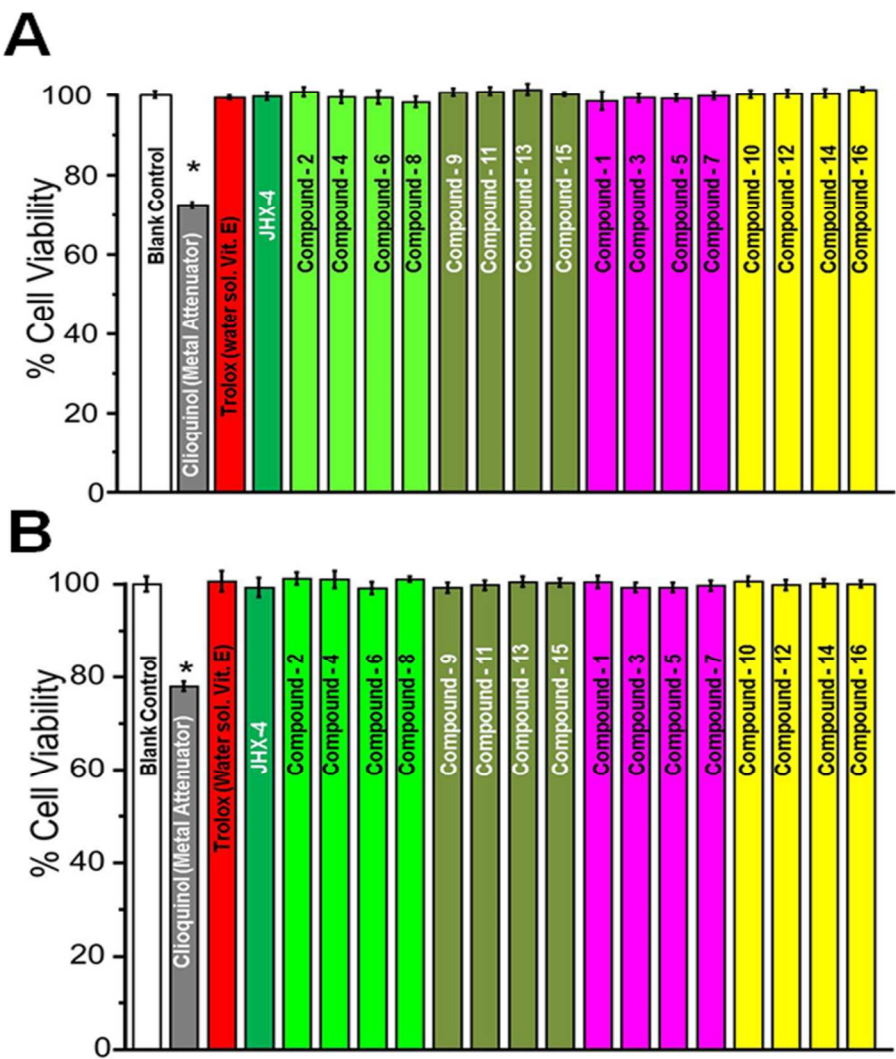 A
% Cell Viability
100
80
60
40
20
0
Blank Control
*
Clioquinol (Metal Attenuator)
Trolox (water sol. Vit. E)
JHX-4
Compound - 2
Compound - 4
Compound - 6
Compound - 8
Compound - 9
Compound - 11
Compound - 13
Compound - 15
Compound - 1
Compound - 3
Compound - 5
Compound - 7
Compound - 10
Compound - 12
Compound - 14
Compound - 16
B
% Cell Viability
100
80
60
40
20
0
Blank Control
*
Clioquinol (Metal Attenuator)
Trolox (Water sol. Vit. E)
JHX-4
Compound - 2
Compound - 4
Compound - 6
Compound - 8
Compound - 9
Compound - 11
Compound - 13
Compound - 15
Compound - 1
Compound - 3
Compound - 5
Compound - 7
Compound - 10
Compound - 12
Compound - 14
Compound - 16